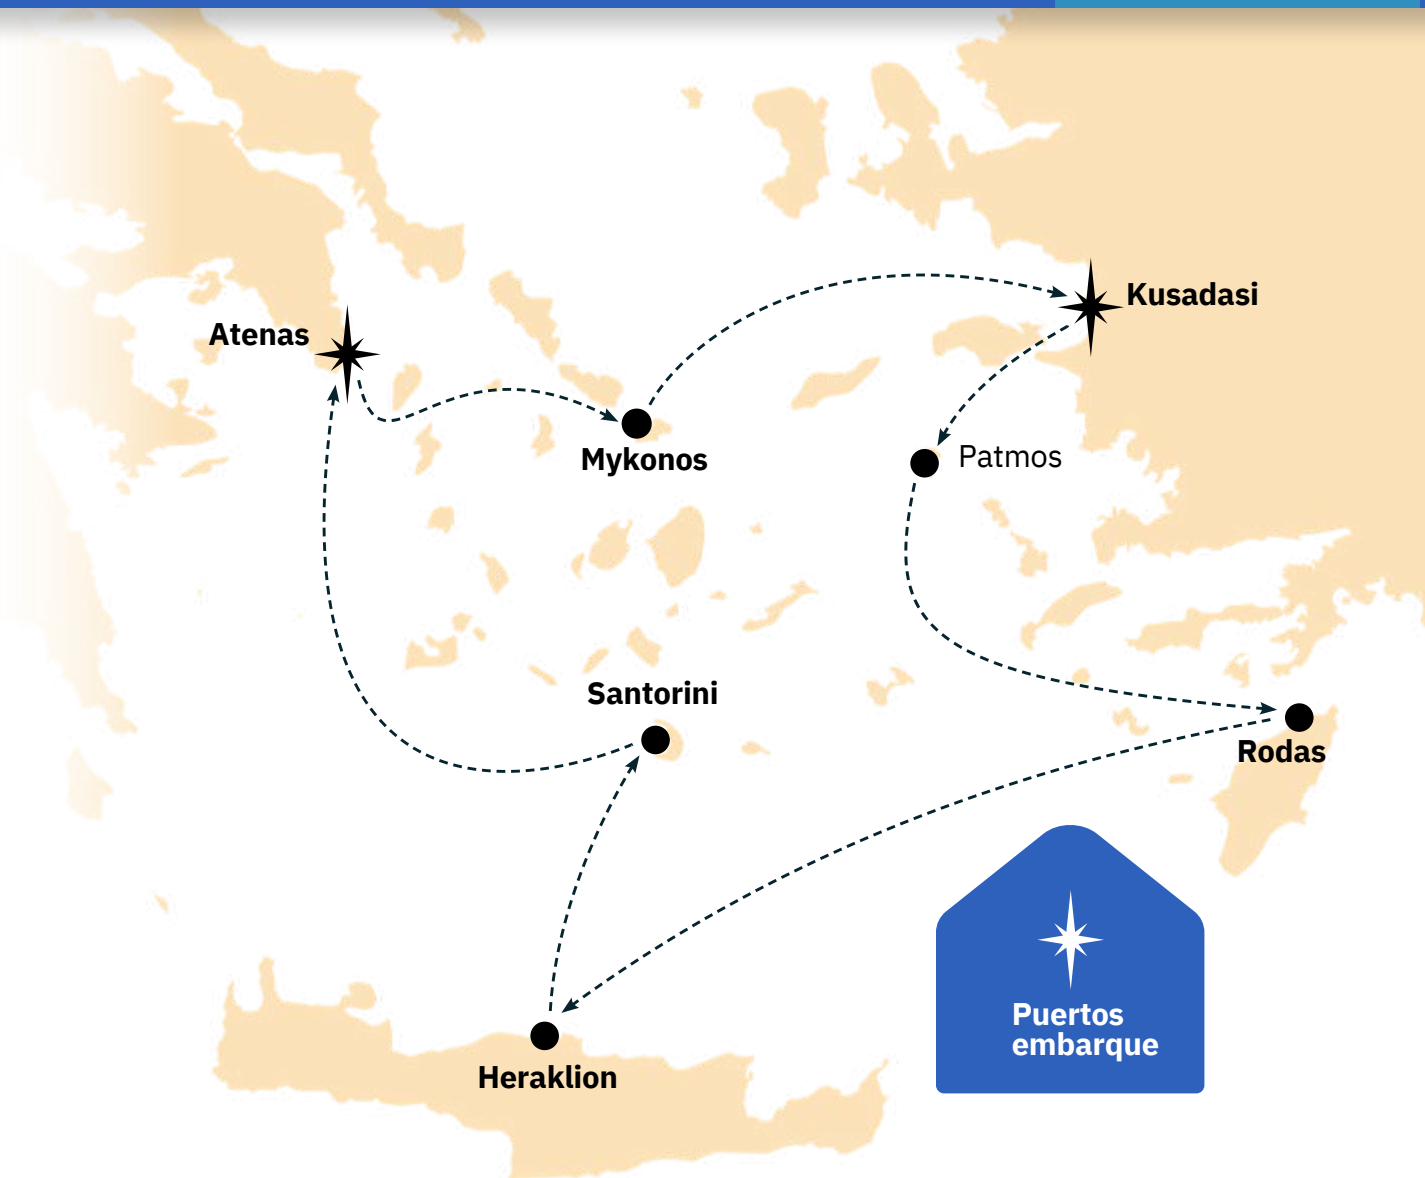 Kusadasi
Atenas
Mykonos
Patmos
Santorini
Rodas
Puertos
embarque
Heraklion